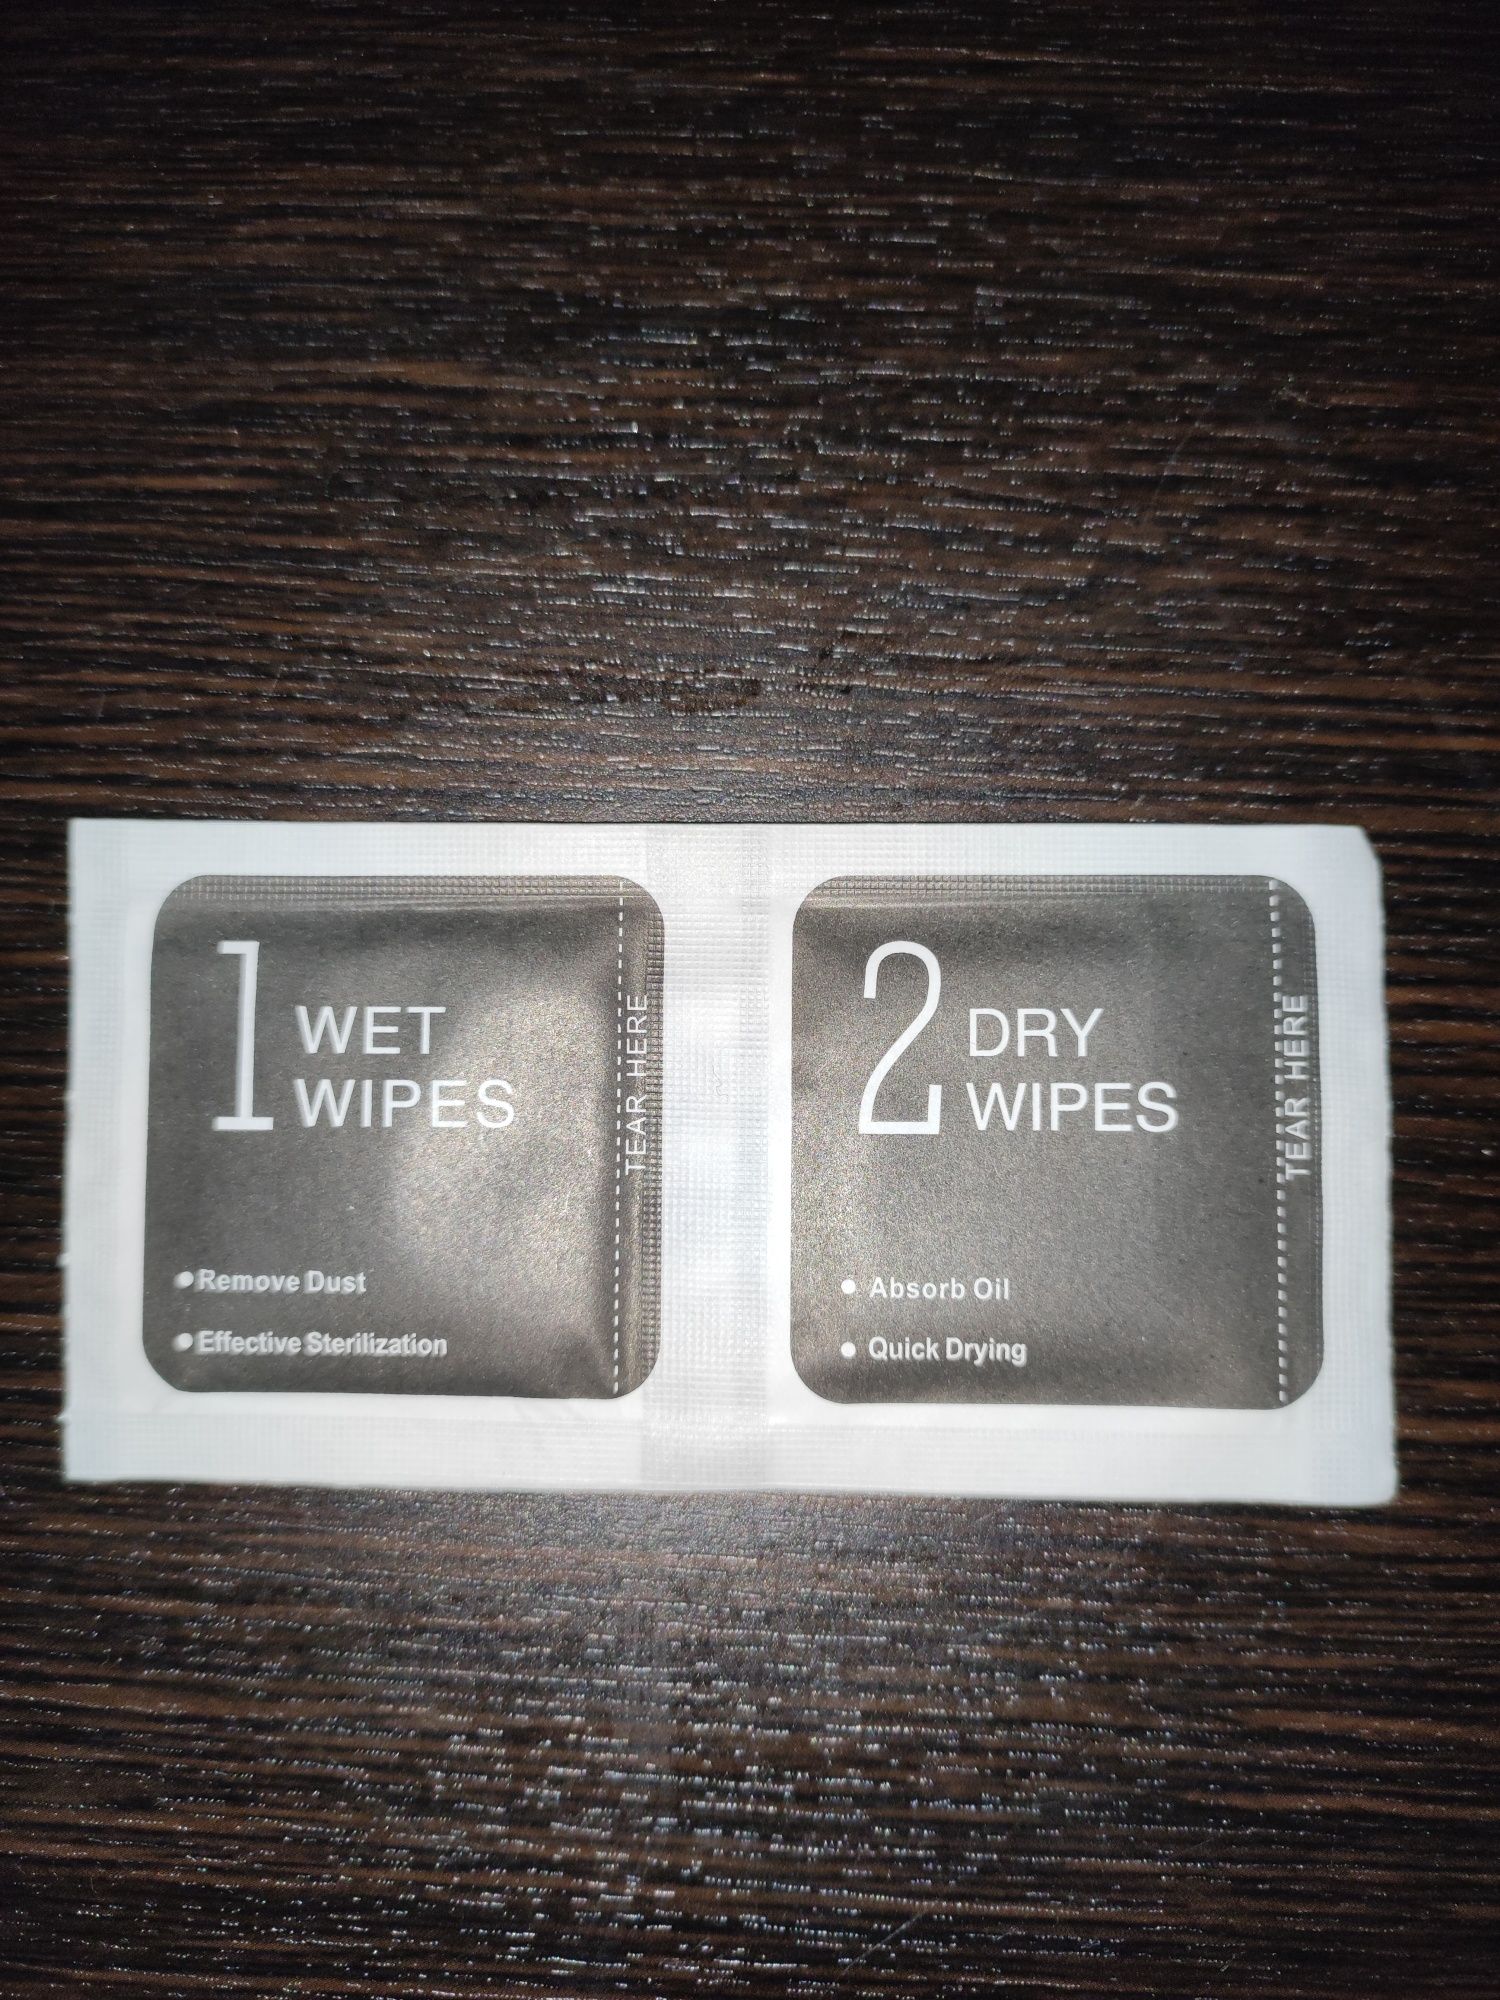 1
WET
WIPES
TEAR HERE
●Remove Dust
●Effective Sterilization
2
DRY
WIPES
TEAR HERE
● Absorb Oil
● Quick Drying